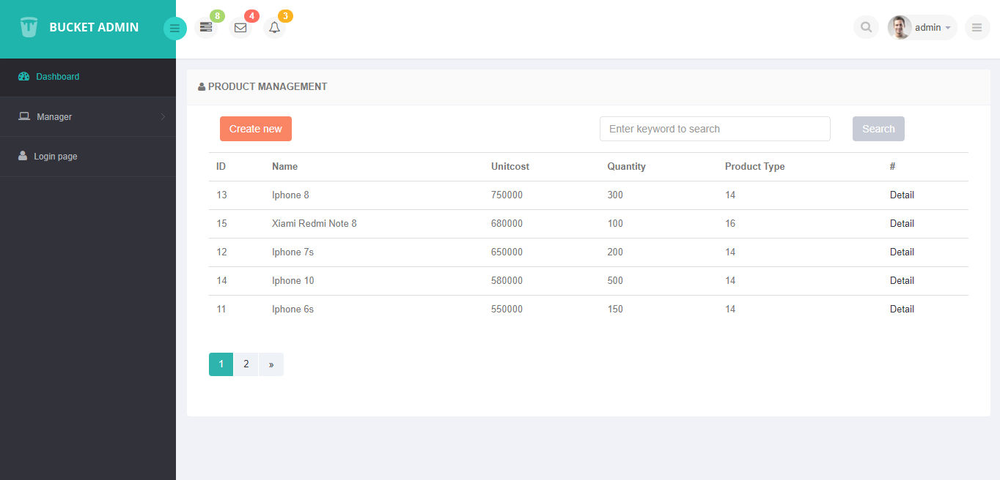 BUCKET ADMIN
8 4 3
admin
Dashboard
Manager
Login page
PRODUCT MANAGEMENT
Create new Enter keyword to search Search
ID Name Unitcost Quantity Product Type #
13 Iphone 8 750000 300 14 Detail
15 Xiami Redmi Note 8 680000 100 16 Detail
12 Iphone 7s 650000 200 14 Detail
14 Iphone 10 580000 500 14 Detail
11 Iphone 6s 550000 150 14 Detail
1 2 »